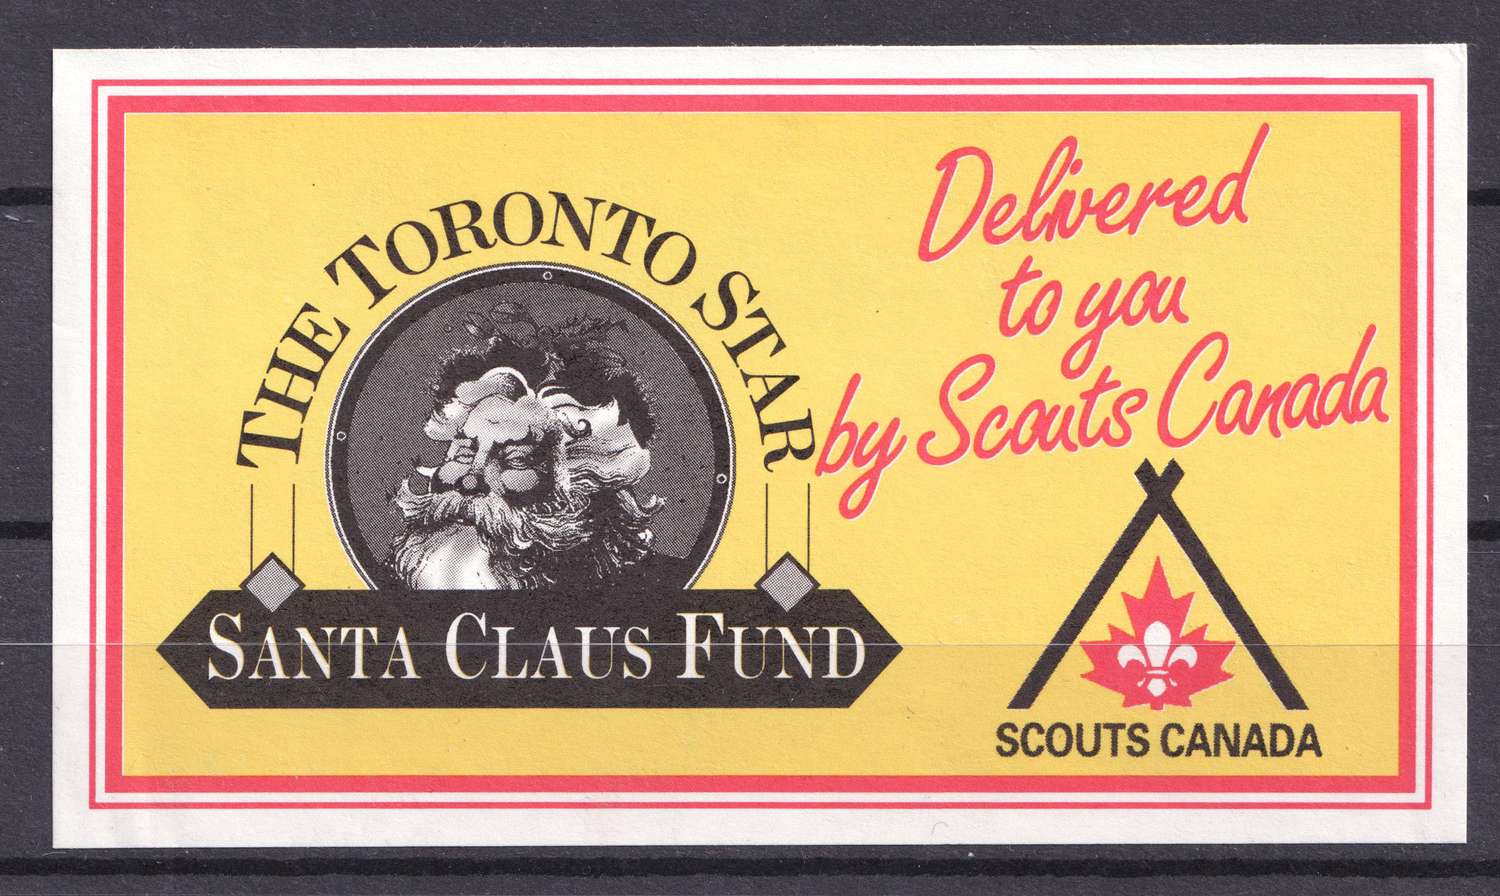 THE TORONTO STAR
SANTA CLAUS FUND
Delivered
to you
by Scouts Canada
SCOUTS CANADA